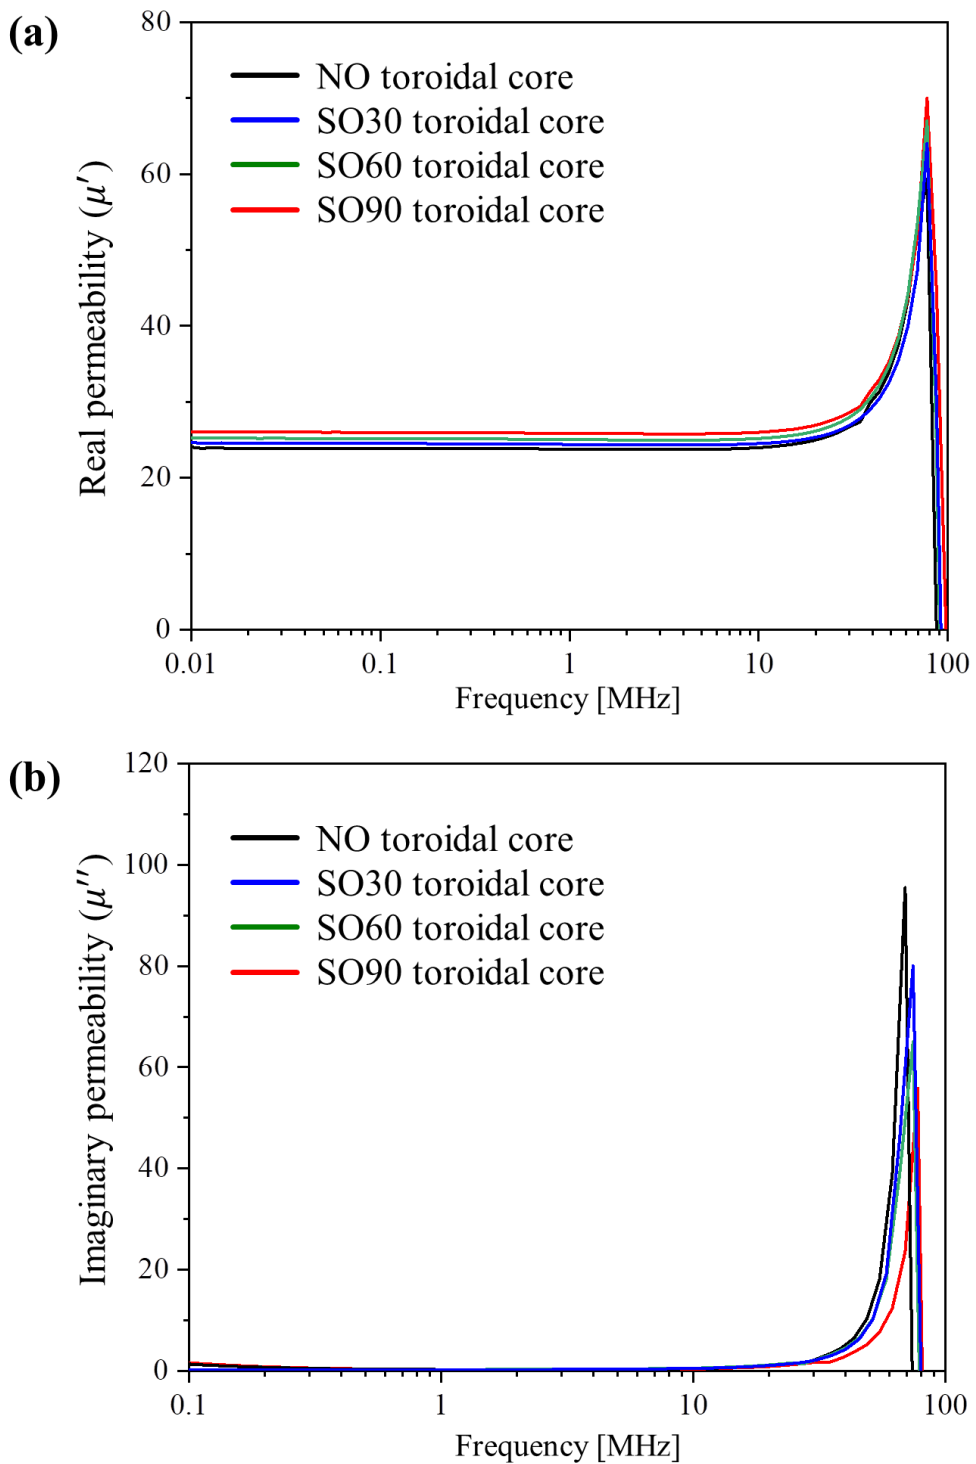 (a)
80
60
40
20
0
Real permeability (μ′)
NO toroidal core
SO30 toroidal core
SO60 toroidal core
SO90 toroidal core
0.01 0.1 1 10 100
Frequency [MHz]
(b)
120
100
80
60
40
20
0
Imaginary permeability (μ″)
NO toroidal core
SO30 toroidal core
SO60 toroidal core
SO90 toroidal core
0.1 1 10 100
Frequency [MHz]